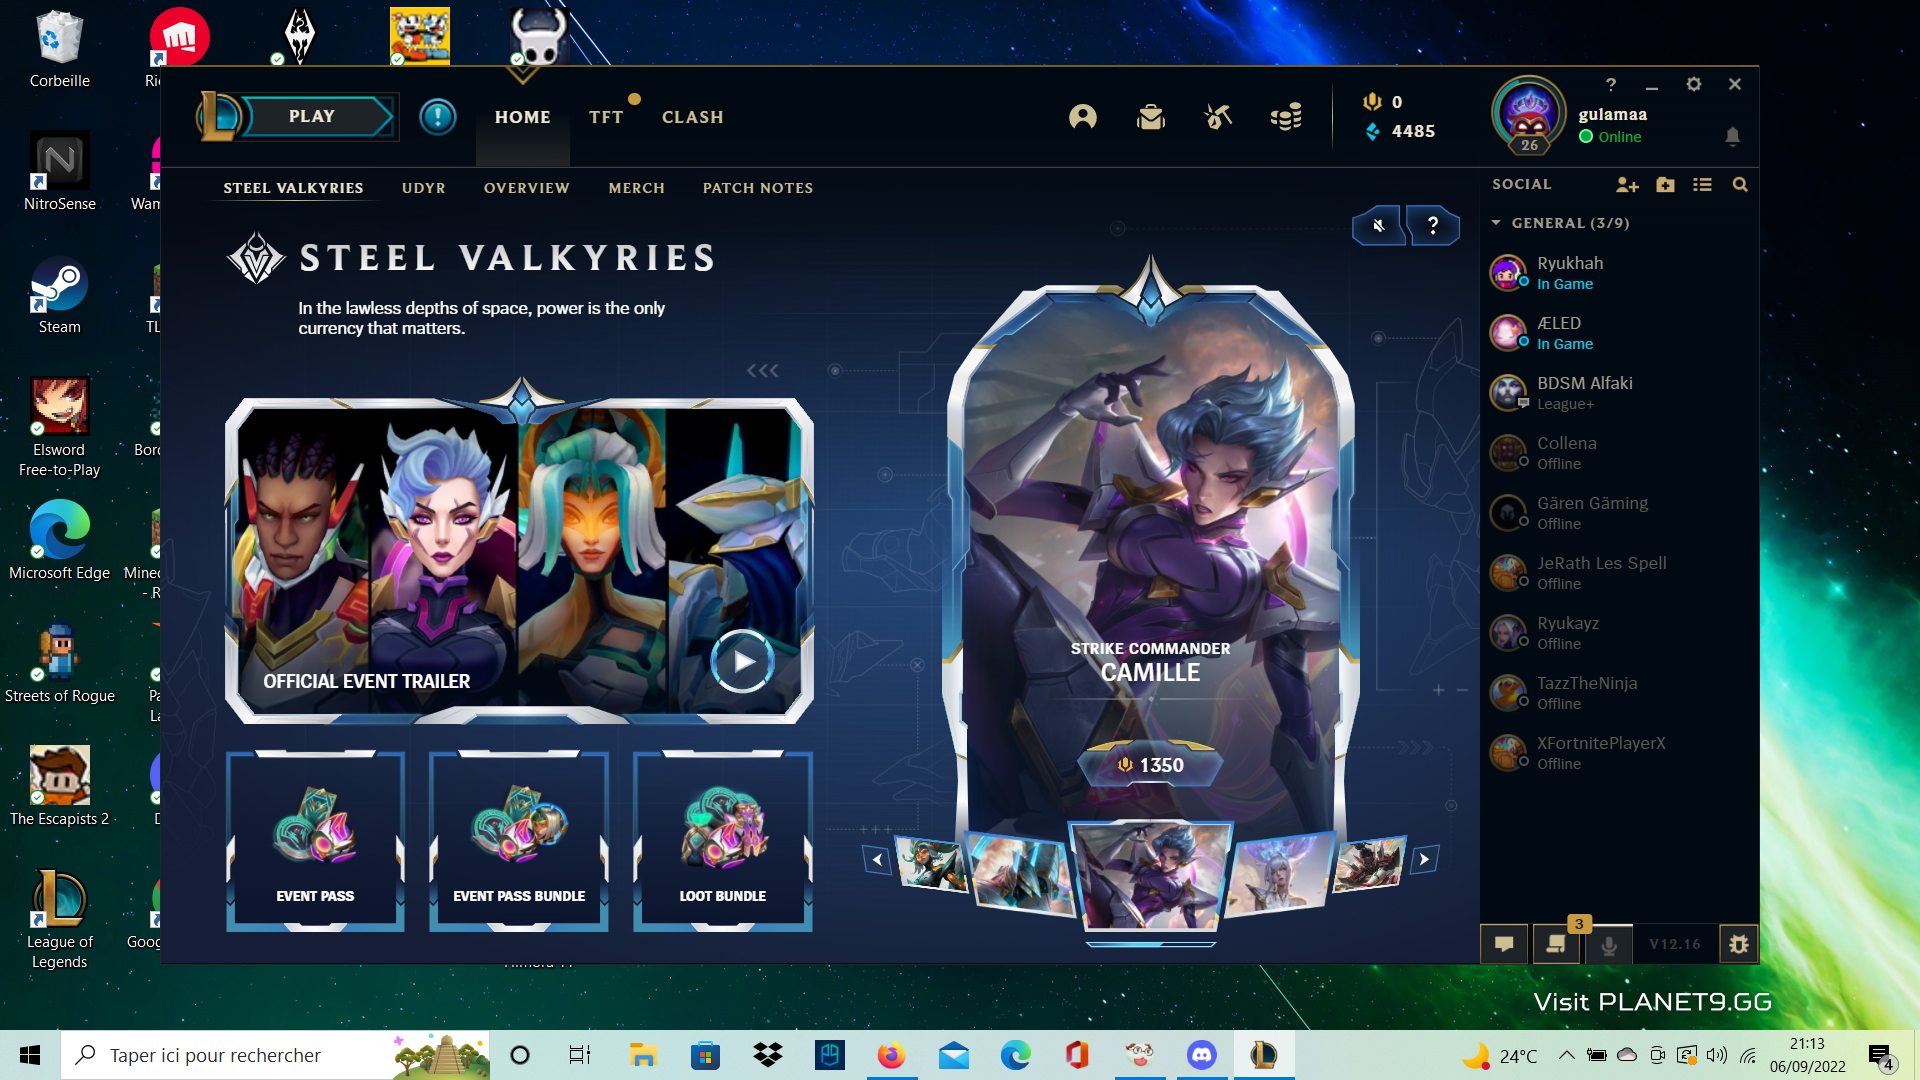 Corbeille
Ri
NitroSense
Wam
Steam
TL
Elsword
Free-to-Play
Bord
Microsoft Edge
Minec
- R
Streets of Rogue
Pa
La
The Escapists 2
D
League of
Legends
Goog
PLAY
HOME
TFT
CLASH
0
4485
26
gulamaa
Online
STEEL VALKYRIES
UDYR
OVERVIEW
MERCH
PATCH NOTES
STEEL VALKYRIES
In the lawless depths of space, power is the only
currency that matters.
OFFICIAL EVENT TRAILER
EVENT PASS
EVENT PASS BUNDLE
LOOT BUNDLE
?
STRIKE COMMANDER
CAMILLE
1350
SOCIAL
GENERAL (3/9)
Ryukhah
In Game
ÆLED
In Game
BDSM Alfaki
League+
Collena
Offline
Gären Gäming
Offline
JeRath Les Spell
Offline
Ryukayz
Offline
TazzTheNinja
Offline
XFortnitePlayerX
Offline
3
V12.16
Visit PLANET9.GG
Taper ici pour rechercher
24°C
21:13
06/09/2022
4